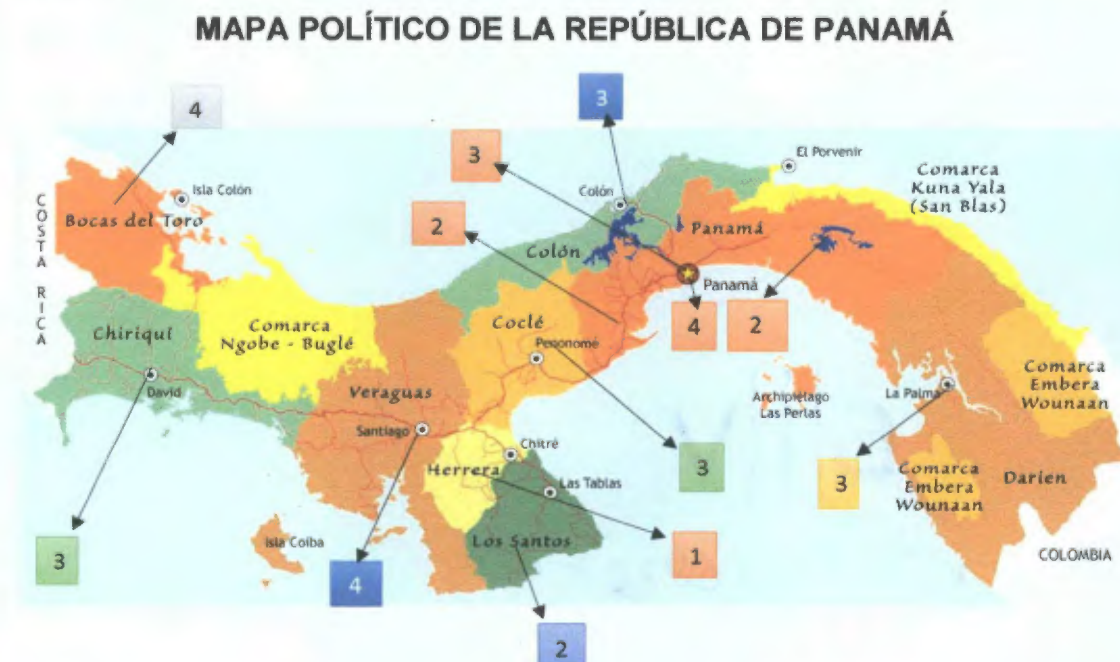 MAPA POLÍTICO DE LA REPÚBLICA DE PANAMÁ
4
3
3
El Porvenir
Isla Colón
Colón
Comarca
Kuna Yala
(San Blas)
COSTA RICA
Bocas del Toro
2
Panamá
Colón
Panamá
4
2
Chiriquí
Comarca
Ngobe - Buglé
Coclé
Penonome
David
Veraguas
Archipiélago
Las Perlas
La Palma
Comarca
Embera
Wounaan
Santiago
Chitré
Herrera
Las Tablas
3
3
Comarca
Embera
Wounaan
Darien
Isla Coiba
Los Santos
3
4
1
COLOMBIA
2